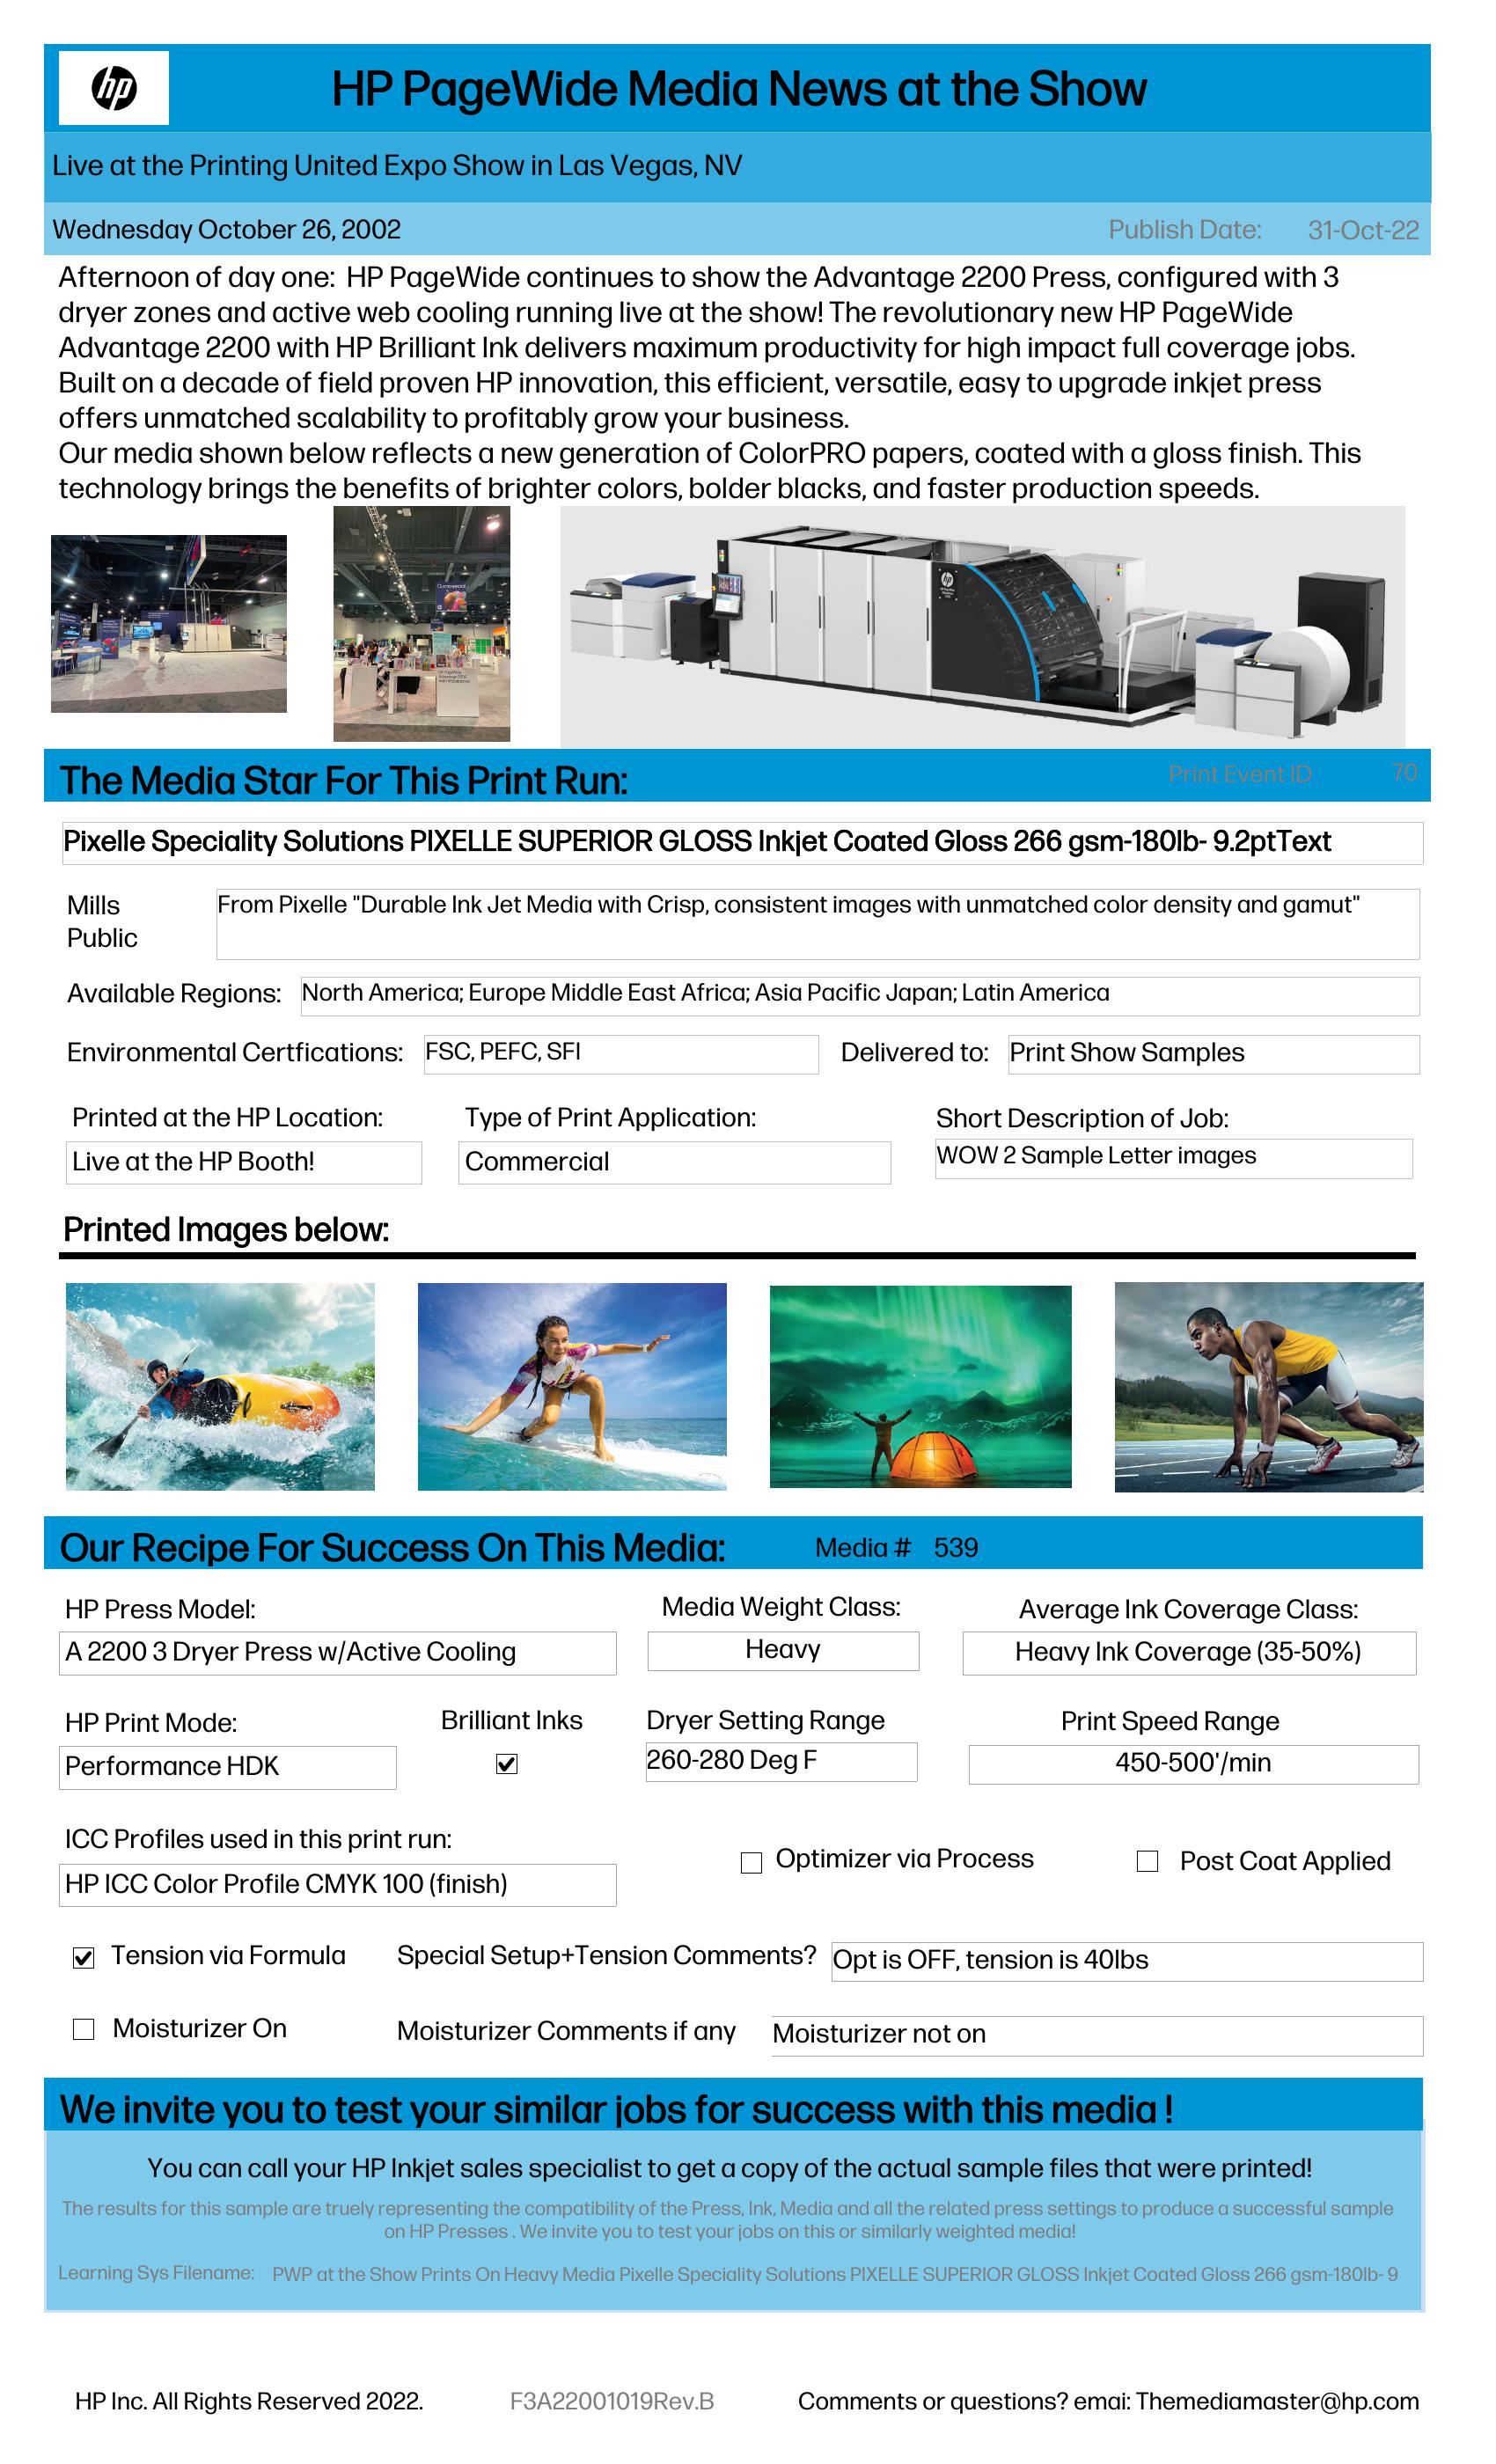 hp
HP PageWide Media News at the Show
Live at the Printing United Expo Show in Las Vegas, NV
Wednesday October 26, 2002
Publish Date: 31-Oct-22
Afternoon of day one:  HP PageWide continues to show the Advantage 2200 Press, configured with 3
dryer zones and active web cooling running live at the show! The revolutionary new HP PageWide
Advantage 2200 with HP Brilliant Ink delivers maximum productivity for high impact full coverage jobs.
Built on a decade of field proven HP innovation, this efficient, versatile, easy to upgrade inkjet press
offers unmatched scalability to profitably grow your business.
Our media shown below reflects a new generation of ColorPRO papers, coated with a gloss finish. This
technology brings the benefits of brighter colors, bolder blacks, and faster production speeds.
Commercial
hp
The Media Star For This Print Run:
Print Event ID 70
Pixelle Speciality Solutions PIXELLE SUPERIOR GLOSS Inkjet Coated Gloss 266 gsm-180lb- 9.2ptText
Mills
Public
From Pixelle "Durable Ink Jet Media with Crisp, consistent images with unmatched color density and gamut"
Available Regions: North America; Europe Middle East Africa; Asia Pacific Japan; Latin America
Environmental Certfications: FSC, PEFC, SFI
Delivered to: Print Show Samples
Printed at the HP Location:
Live at the HP Booth!
Type of Print Application:
Commercial
Short Description of Job:
WOW 2 Sample Letter images
Printed Images below:
Our Recipe For Success On This Media:
Media # 539
HP Press Model:
A 2200 3 Dryer Press w/Active Cooling
Media Weight Class:
Heavy
Average Ink Coverage Class:
Heavy Ink Coverage (35-50%)
HP Print Mode:
Performance HDK
Brilliant Inks
Dryer Setting Range
260-280 Deg F
Print Speed Range
450-500'/min
ICC Profiles used in this print run:
HP ICC Color Profile CMYK 100 (finish)
Optimizer via Process
Post Coat Applied
Tension via Formula
Special Setup+Tension Comments? Opt is OFF, tension is 40lbs
Moisturizer On
Moisturizer Comments if any Moisturizer not on
We invite you to test your similar jobs for success with this media !
You can call your HP Inkjet sales specialist to get a copy of the actual sample files that were printed!
The results for this sample are truely representing the compatibility of the Press, Ink, Media and all the related press settings to produce a successful sample
on HP Presses . We invite you to test your jobs on this or similarly weighted media!
Learning Sys Filename: PWP at the Show Prints On Heavy Media Pixelle Speciality Solutions PIXELLE SUPERIOR GLOSS Inkjet Coated Gloss 266 gsm-180lb- 9
HP Inc. All Rights Reserved 2022.
F3A22001019Rev.B
Comments or questions? emai: Themediamaster@hp.com